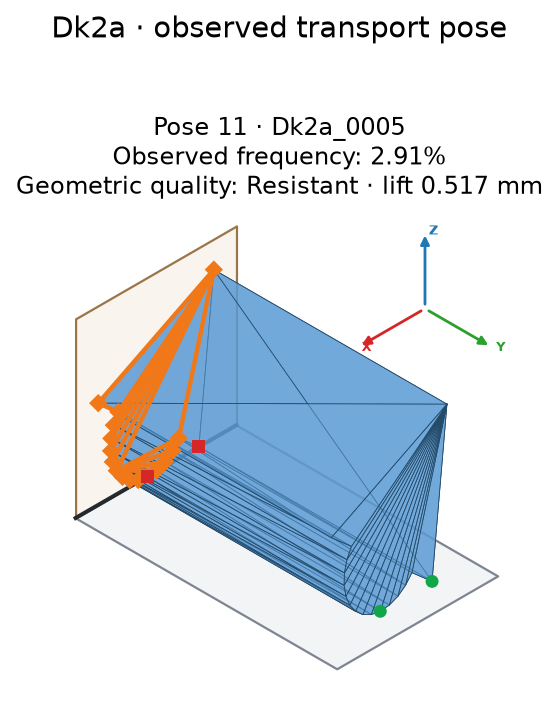 Dk2a · observed transport pose
Pose 11 · Dk2a_0005
Observed frequency: 2.91%
Geometric quality: Resistant · lift 0.517 mm
Z
X
Y